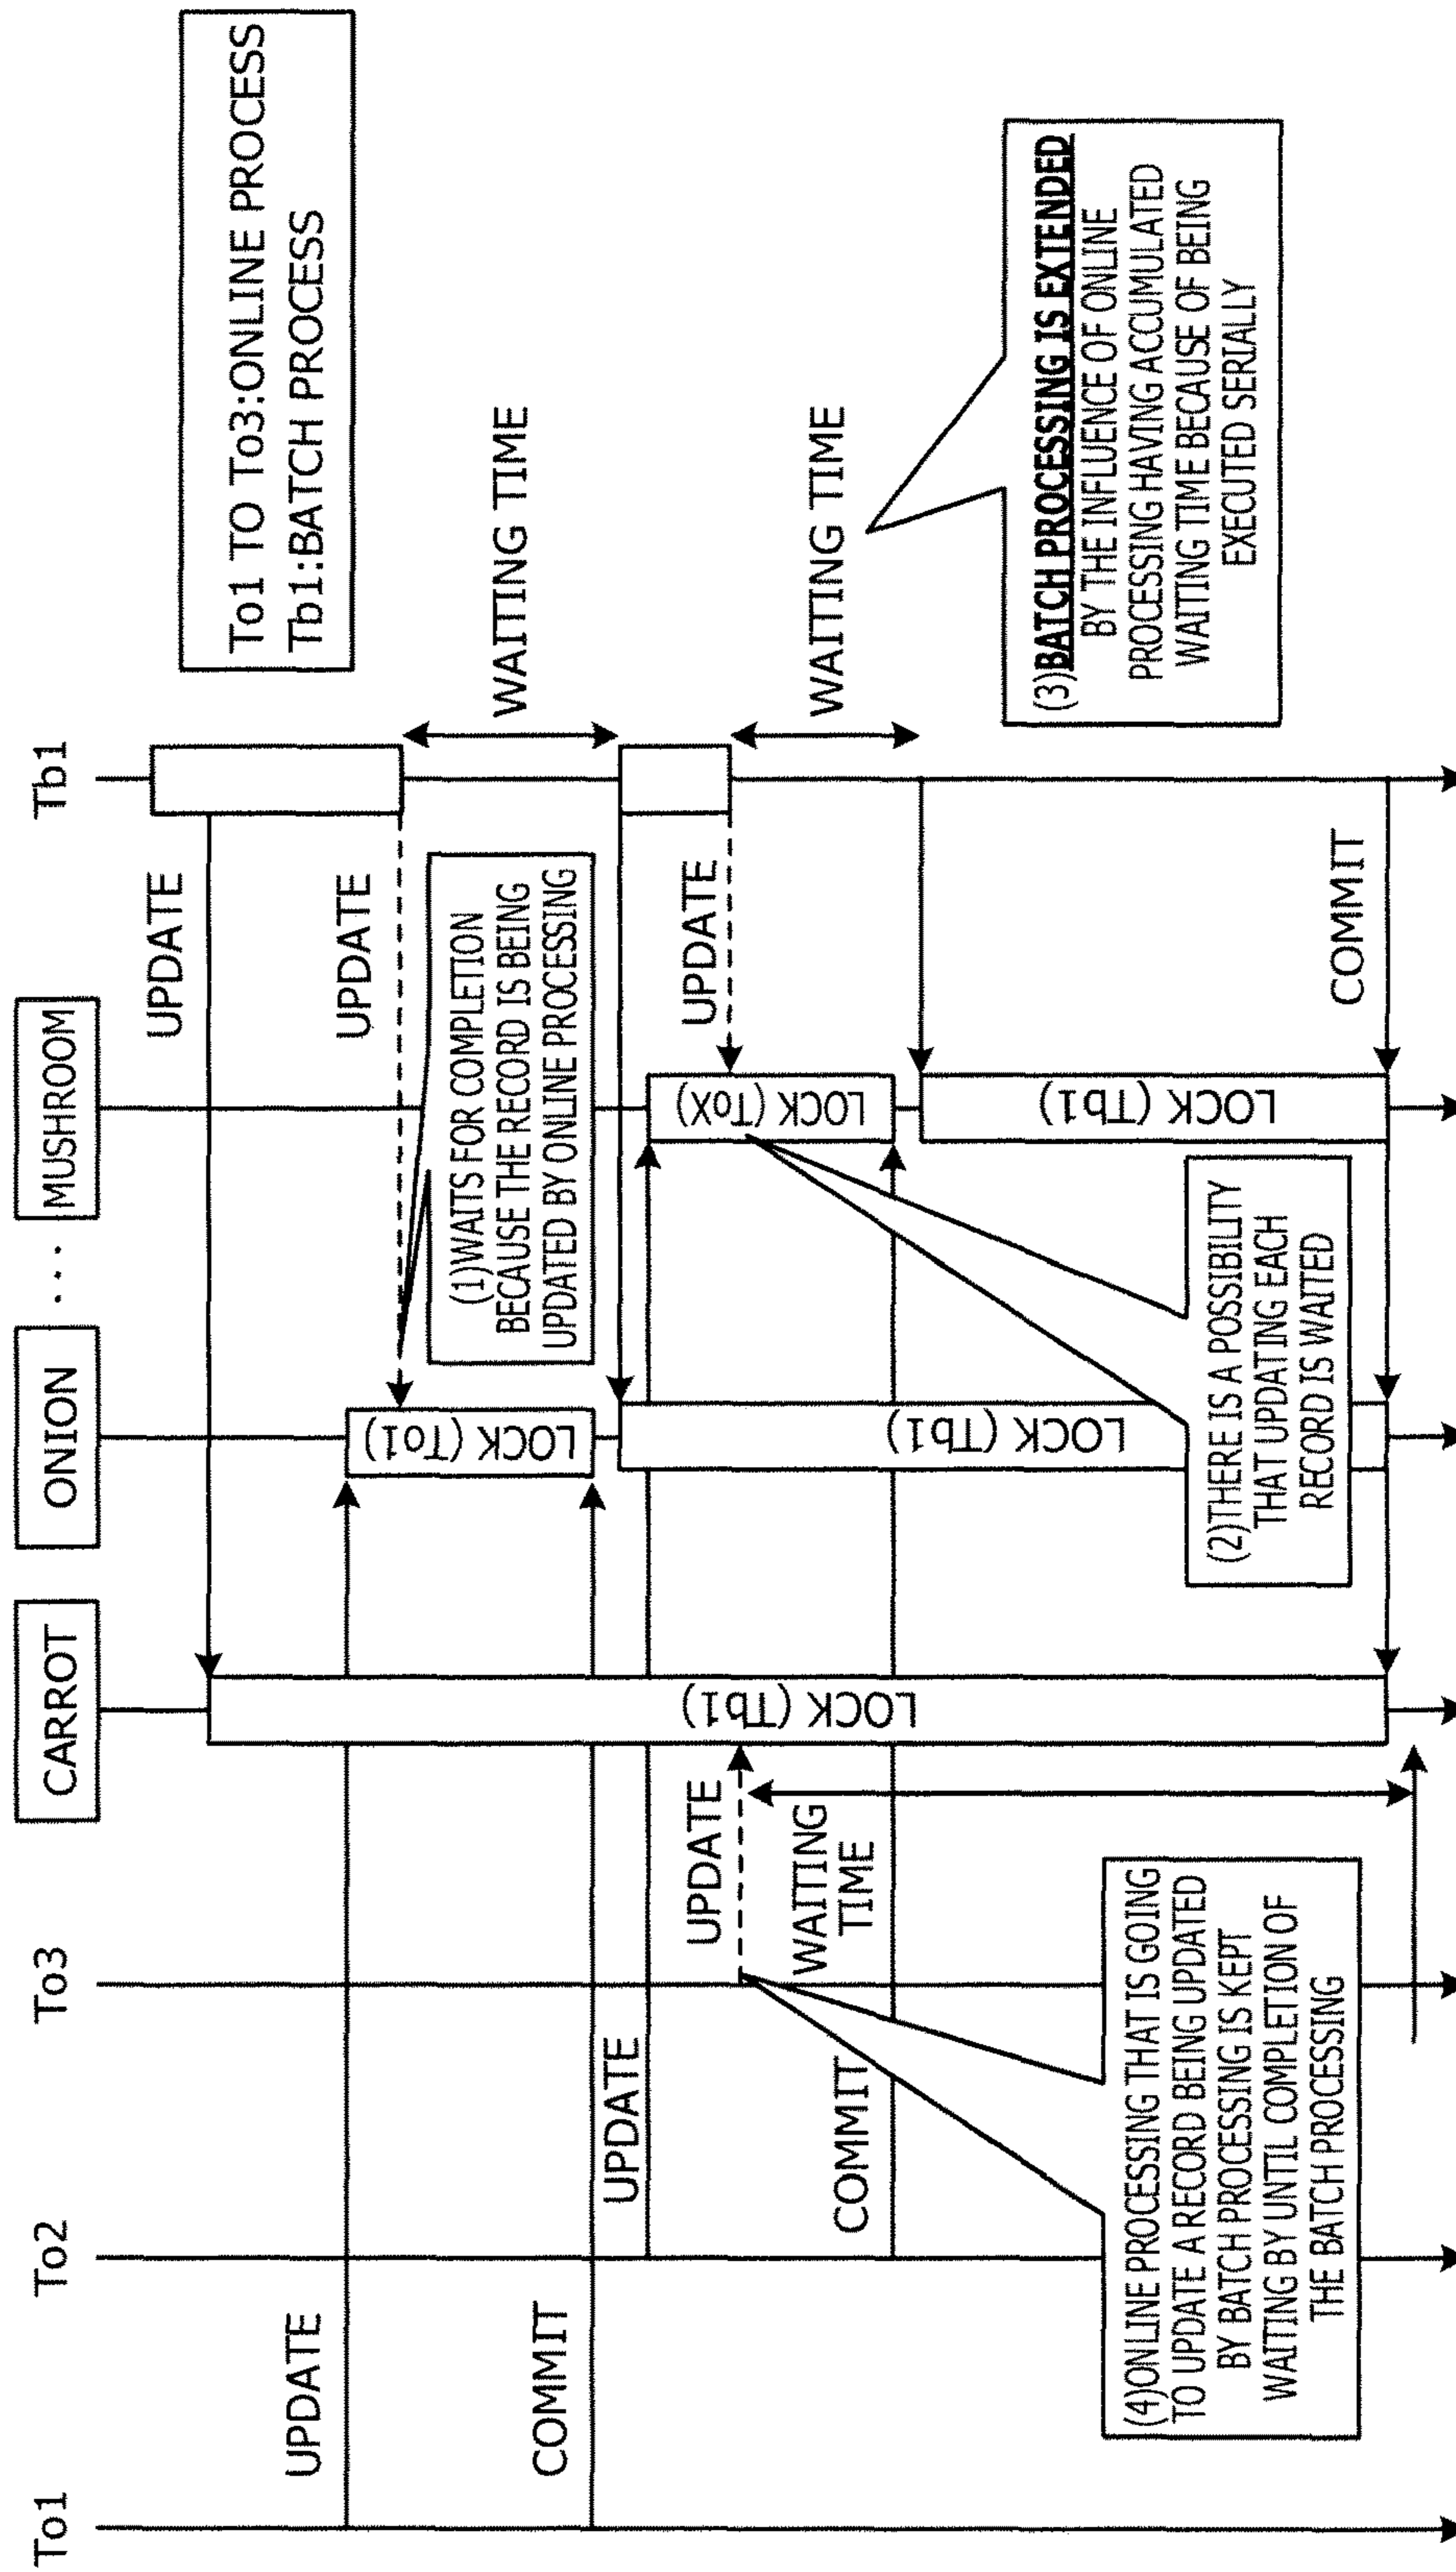 To1
To2
To3
CARROT
ONION
...
MUSHROOM
Tb1
To1 TO To3:ONLINE PROCESS
Tb1:BATCH PROCESS
UPDATE
UPDATE
UPDATE
WAITING TIME
(1)WAITS FOR COMPLETION
BECAUSE THE RECORD IS BEING
UPDATED BY ONLINE PROCESSING
LOCK (To1)
COMMIT
UPDATE
UPDATE
UPDATE
LOCK (ToX)
WAITING TIME
WAITING
TIME
LOCK (Tb1)
LOCK (Tb1)
LOCK (Tb1)
COMMIT
(3)BATCH PROCESSING IS EXTENDED
BY THE INFLUENCE OF ONLINE
PROCESSING HAVING ACCUMULATED
WAITING TIME BECAUSE OF BEING
EXECUTED SERIALLY
(4)ONLINE PROCESSING THAT IS GOING
TO UPDATE A RECORD BEING UPDATED
BY BATCH PROCESSING IS KEPT
WAITING BY UNTIL COMPLETION OF
THE BATCH PROCESSING
(2)THERE IS A POSSIBILITY
THAT UPDATING EACH
RECORD IS WAITED
COMMIT